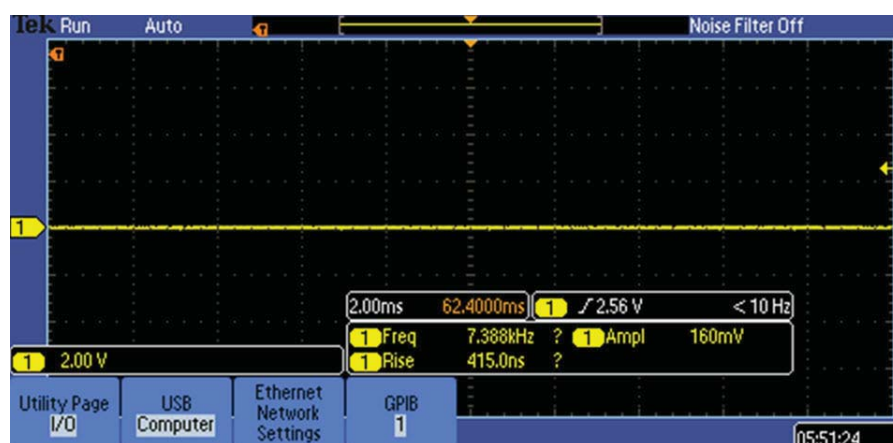 Tek Run Auto Noise Filter Off
T
T
1
2.00ms 62.4000ms 1 2.56 V < 10 Hz
1 Freq 7.388kHz ? 1 Ampl 160mV
1 Rise 415.0ns ?
1 2.00 V
Utility Page I/O
USB Computer
Ethernet Network Settings
GPIB 1
05:51:24